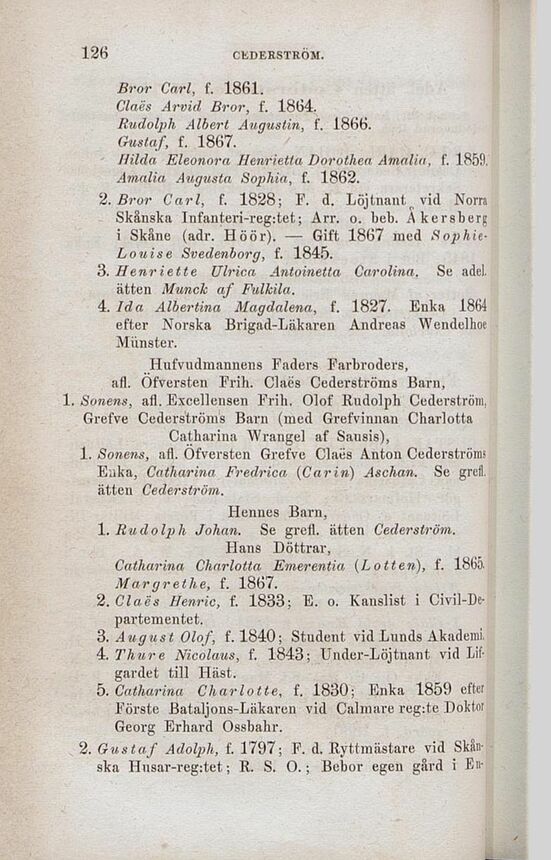 126
CEDERSTRÖM.
Bror Carl, f. 1861.
Claës Arvid Bror, f. 1864.
Rudolph Albert Augustin, f. 1866.
Gustaf, f. 1867.
Hilda Eleonora Henrietta Dorothea Amalia, f. 1859.
Amalia Augusta Sophia, f. 1862.
2. Bror Carl, f. 1828; F. d. Löjtnant vid Norra
Skånska Infanteri-reg:tet; Arr. o. beb. Åkersberg
i Skåne (adr. Höör). — Gift 1867 med Sophie-
Louise Svedenborg, f. 1845.
3. Henriette Ulrica Antoinetta Carolina. Se adel.
ätten Munck af Fulkila.
4. Ida Albertina Magdalena, f. 1827. Enka 1864
efter Norska Brigad-Läkaren Andreas Wendelhoe
Münster.
Hufvudmannens Faders Farbroders,
afl. Öfversten Frih. Claës Cederströms Barn,
1. Sonens, afl. Excellensen Frih. Olof Rudolph Cederström,
Grefve Cederströms Barn (med Grefvinnan Charlotta
Catharina Wrangel af Sausis),
1. Sonens, afl. Öfversten Grefve Claës Anton Cederströms
Enka, Catharina Fredrica (Carin) Aschan. Se grefl.
ätten Cederström.
Hennes Barn,
1. Rudolph Johan. Se grefl. ätten Cederström.
Hans Döttrar,
Catharina Charlotta Emerentia (Lotten), f. 1865.
Margrethe, f. 1867.
2. Claës Henric, f. 1833; E. o. Kanslist i Civil-De-
partementet.
3. August Olof, f. 1840; Student vid Lunds Akademi.
4. Thure Nicolaus, f. 1843; Under-Löjtnant vid Lif-
gardet till Häst.
5. Catharina Charlotte, f. 1830; Enka 1859 efter
Förste Bataljons-Läkaren vid Calmare reg:te Doktor
Georg Erhard Ossbahr.
2. Gustaf Adolph, f. 1797; F. d. Ryttmästare vid Skån-
ska Husar-reg:tet; R. S. O.; Bebor egen gård i En-